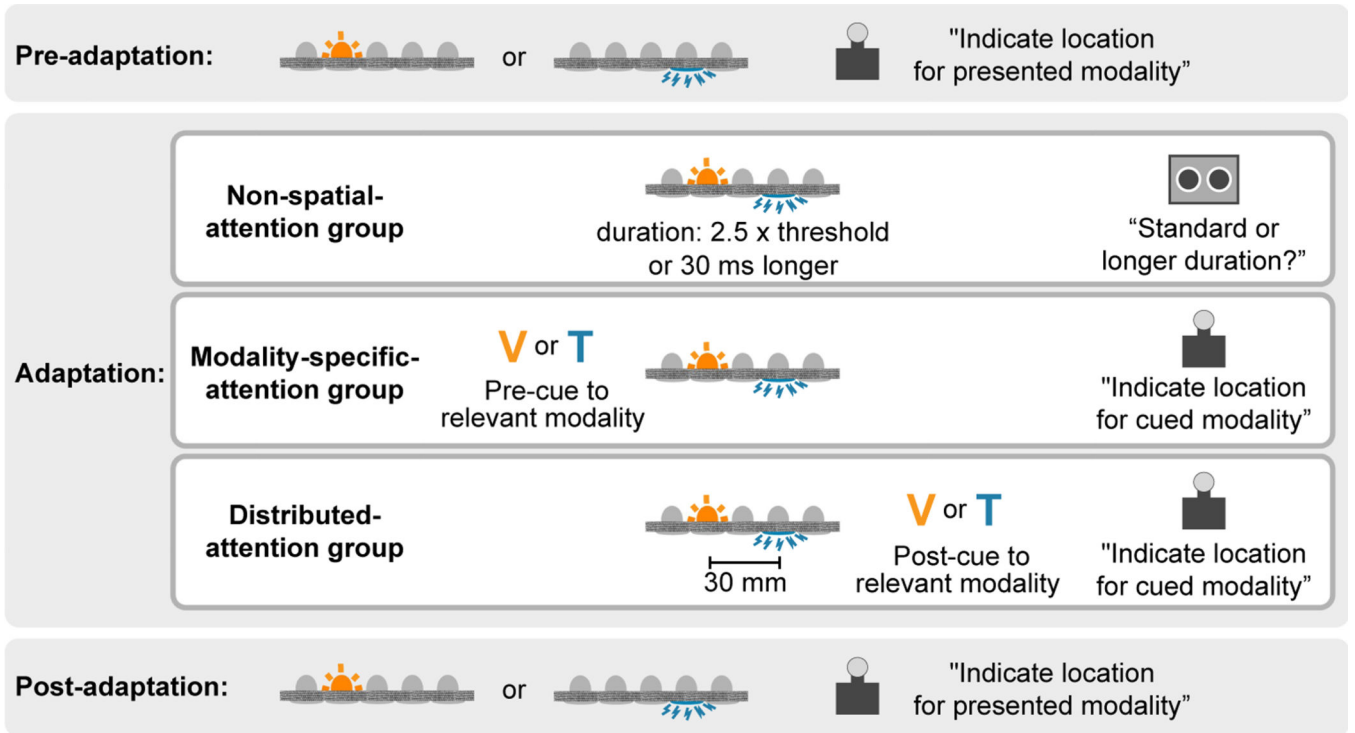 Pre-adaptation:
or
"Indicate location
for presented modality”
Adaptation:
Non-spatial-
attention group
duration: 2.5 x threshold
or 30 ms longer
“Standard or
longer duration?”
Modality-specific-
attention group
V or T
Pre-cue to
relevant modality
"Indicate location
for cued modality”
Distributed-
attention group
30 mm
V or T
Post-cue to
relevant modality
"Indicate location
for cued modality”
Post-adaptation:
or
"Indicate location
for presented modality”